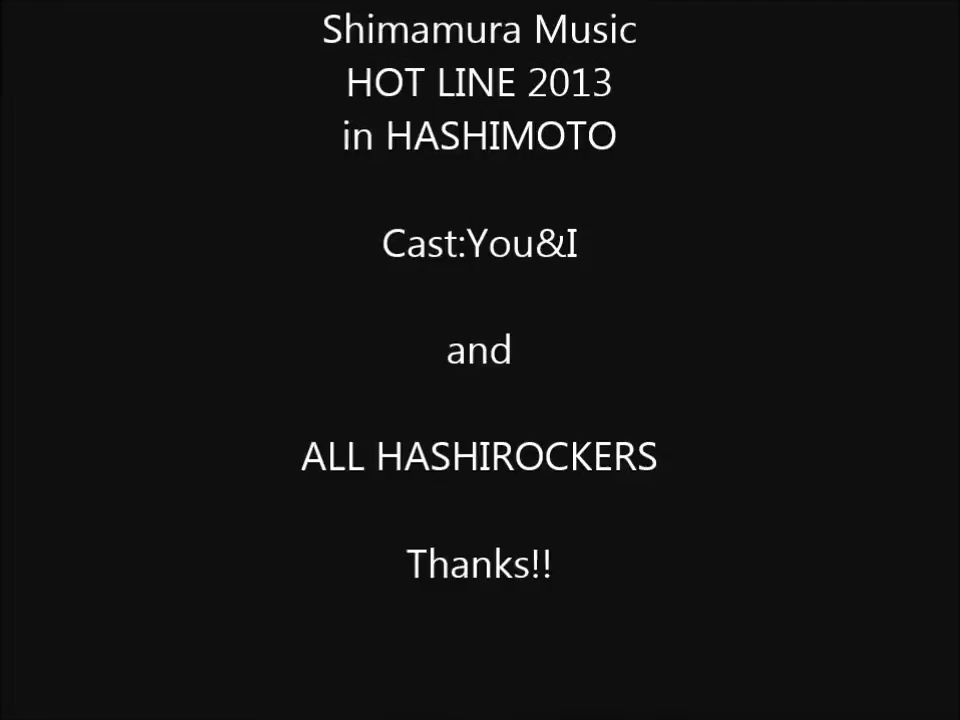 Shimamura Music
HOT LINE 2013
in HASHIMOTO
Cast:You&I
and
ALL HASHIROCKERS
Thanks!!